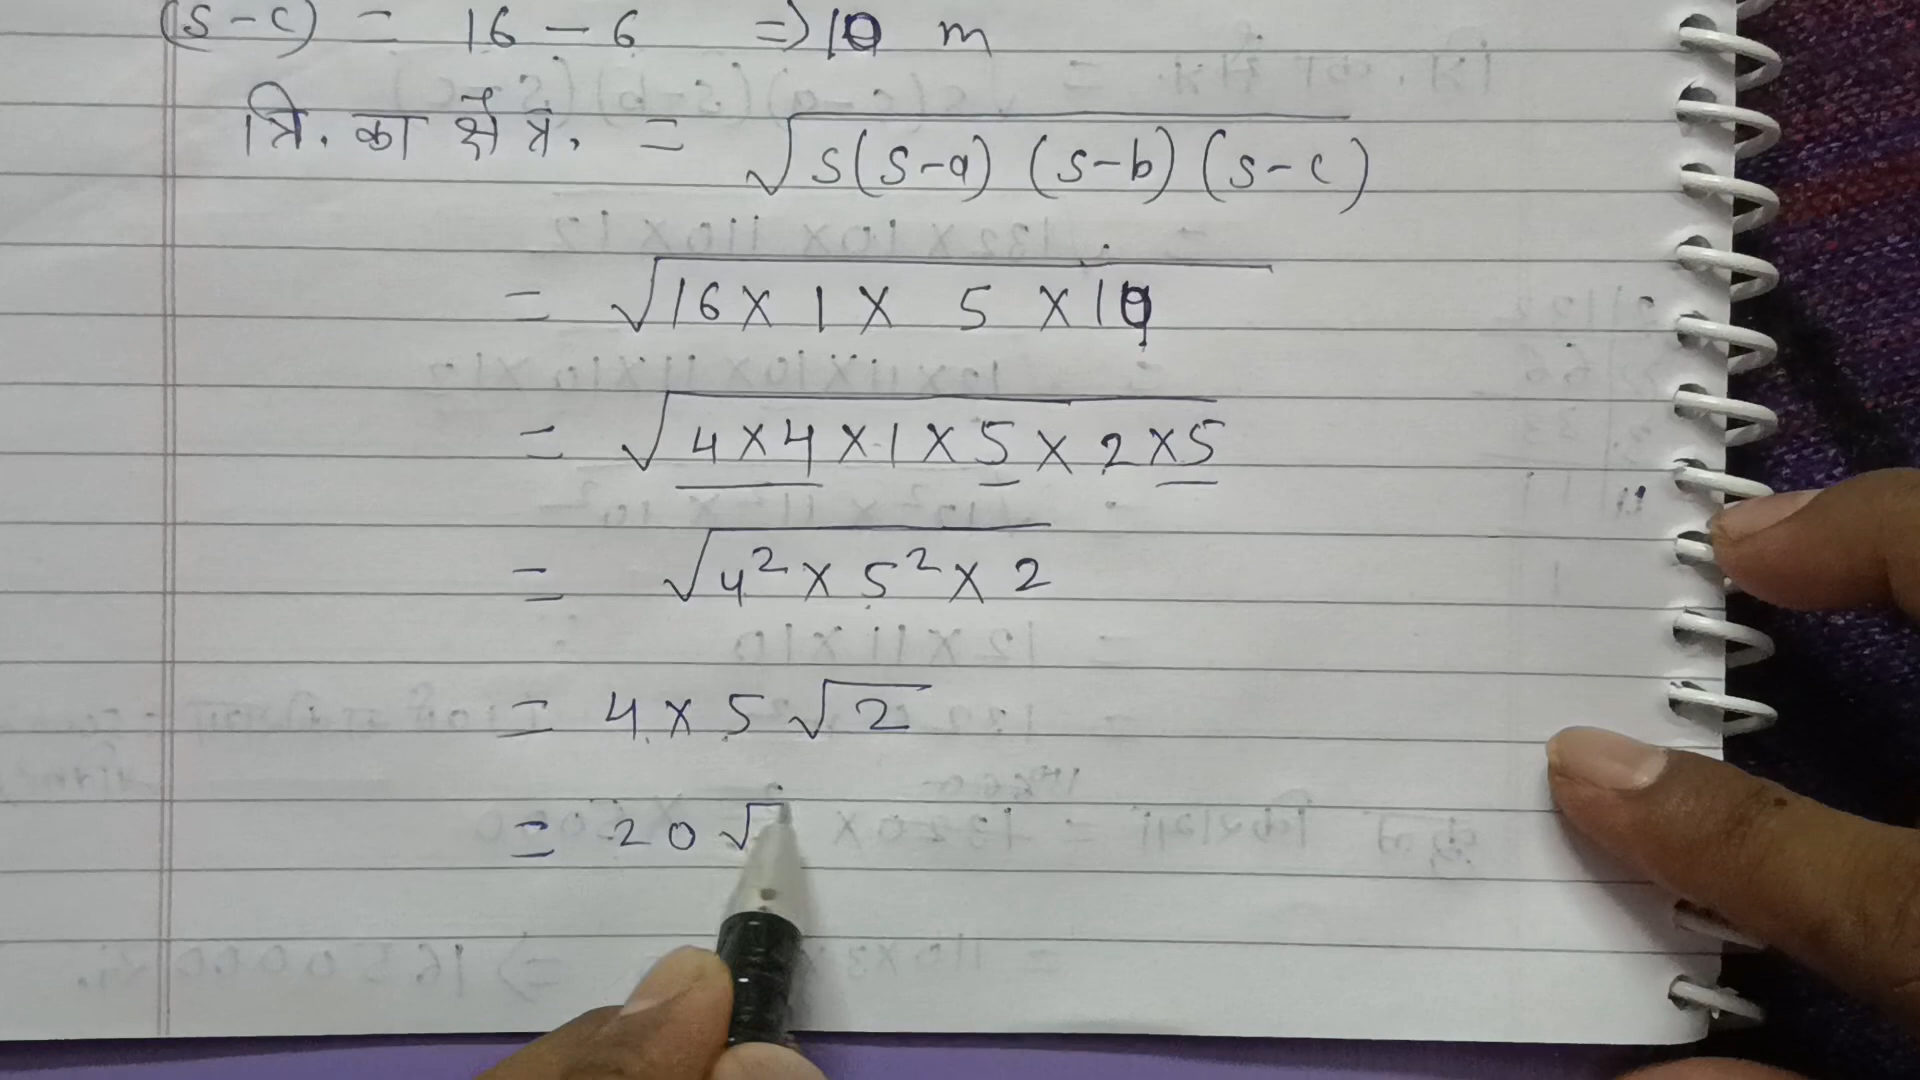 (s-c) = 16 - 6 => 10 m
त्रि. का क्षेत्र. = √s(s-a) (s-b) (s-c)
= √16 x 1 x 5 x 10
= √4 x 4 x 1 x 5 x 2 x 5
= √4² x 5² x 2
= 4 x 5 √2
= 20 √